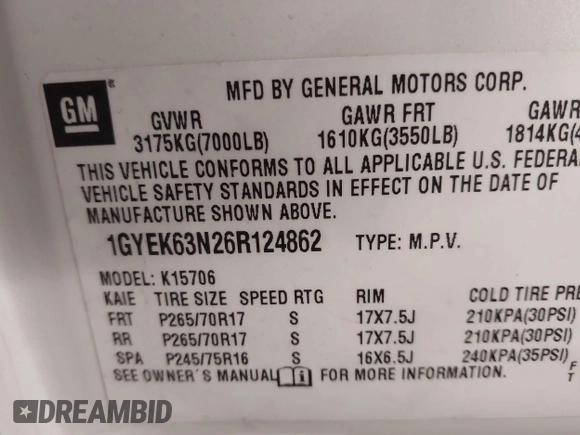 GM
®
MFD BY GENERAL MOTORS CORP.
GVWR GAWR FRT GAWR
3175KG(7000LB) 1610KG(3550LB) 1814KG(4
THIS VEHICLE CONFORMS TO ALL APPLICABLE U.S. FEDERA
VEHICLE SAFETY STANDARDS IN EFFECT ON THE DATE OF
MANUFACTURE SHOWN ABOVE.
1GYEK63N26R124862 TYPE: M.P.V.
MODEL: K15706
KAIE TIRE SIZE SPEED RTG RIM COLD TIRE PRE
FRT P265/70R17 S 17X7.5J 210KPA(30PSI)
RR P265/70R17 S 17X7.5J 210KPA(30PSI)
SPA P245/75R16 S 16X6.5J 240KPA(35PSI)
SEE OWNER'S MANUAL i FOR MORE INFORMATION. F
T
DREAMBID